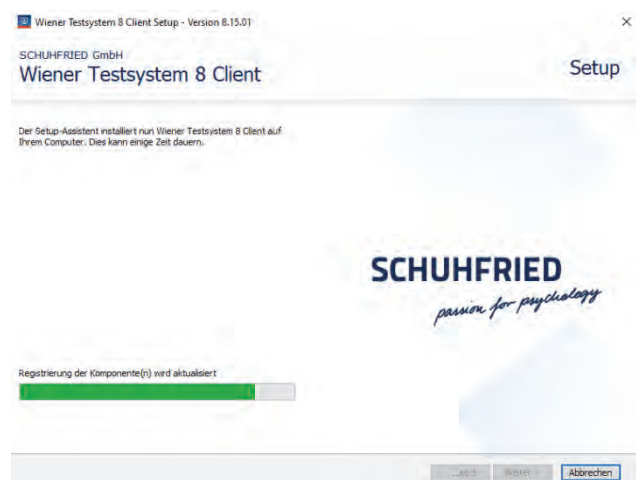 Wiener Testsystem 8 Client Setup - Version 8.15.01
SCHUHFRIED GmbH
Wiener Testsystem 8 Client
Setup
Der Setup-Assistent installiert nun Wiener Testsystem 8 Client auf
Ihrem Computer. Dies kann einige Zeit dauern.
SCHUHFRIED
passion for psychology
Registrierung der Komponente(n) wird aktualisiert
Weiter >
Abbrechen